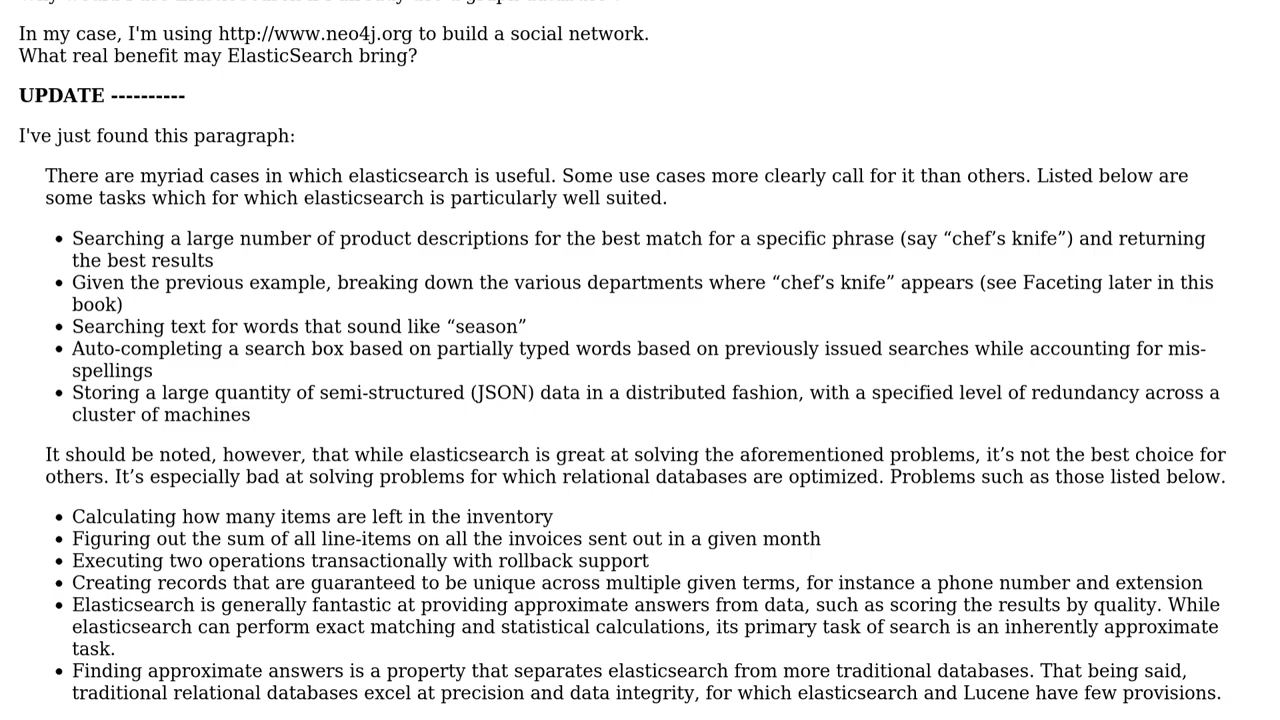 In my case, I'm using http://www.neo4j.org to build a social network.
What real benefit may ElasticSearch bring?
UPDATE ----------
I've just found this paragraph:
There are myriad cases in which elasticsearch is useful. Some use cases more clearly call for it than others. Listed below are
some tasks which for which elasticsearch is particularly well suited.
• Searching a large number of product descriptions for the best match for a specific phrase (say “chef’s knife”) and returning
the best results
• Given the previous example, breaking down the various departments where “chef’s knife” appears (see Faceting later in this
book)
• Searching text for words that sound like “season”
• Auto-completing a search box based on partially typed words based on previously issued searches while accounting for mis-
spellings
• Storing a large quantity of semi-structured (JSON) data in a distributed fashion, with a specified level of redundancy across a
cluster of machines
It should be noted, however, that while elasticsearch is great at solving the aforementioned problems, it’s not the best choice for
others. It’s especially bad at solving problems for which relational databases are optimized. Problems such as those listed below.
• Calculating how many items are left in the inventory
• Figuring out the sum of all line-items on all the invoices sent out in a given month
• Executing two operations transactionally with rollback support
• Creating records that are guaranteed to be unique across multiple given terms, for instance a phone number and extension
• Elasticsearch is generally fantastic at providing approximate answers from data, such as scoring the results by quality. While
elasticsearch can perform exact matching and statistical calculations, its primary task of search is an inherently approximate
task.
• Finding approximate answers is a property that separates elasticsearch from more traditional databases. That being said,
traditional relational databases excel at precision and data integrity, for which elasticsearch and Lucene have few provisions.